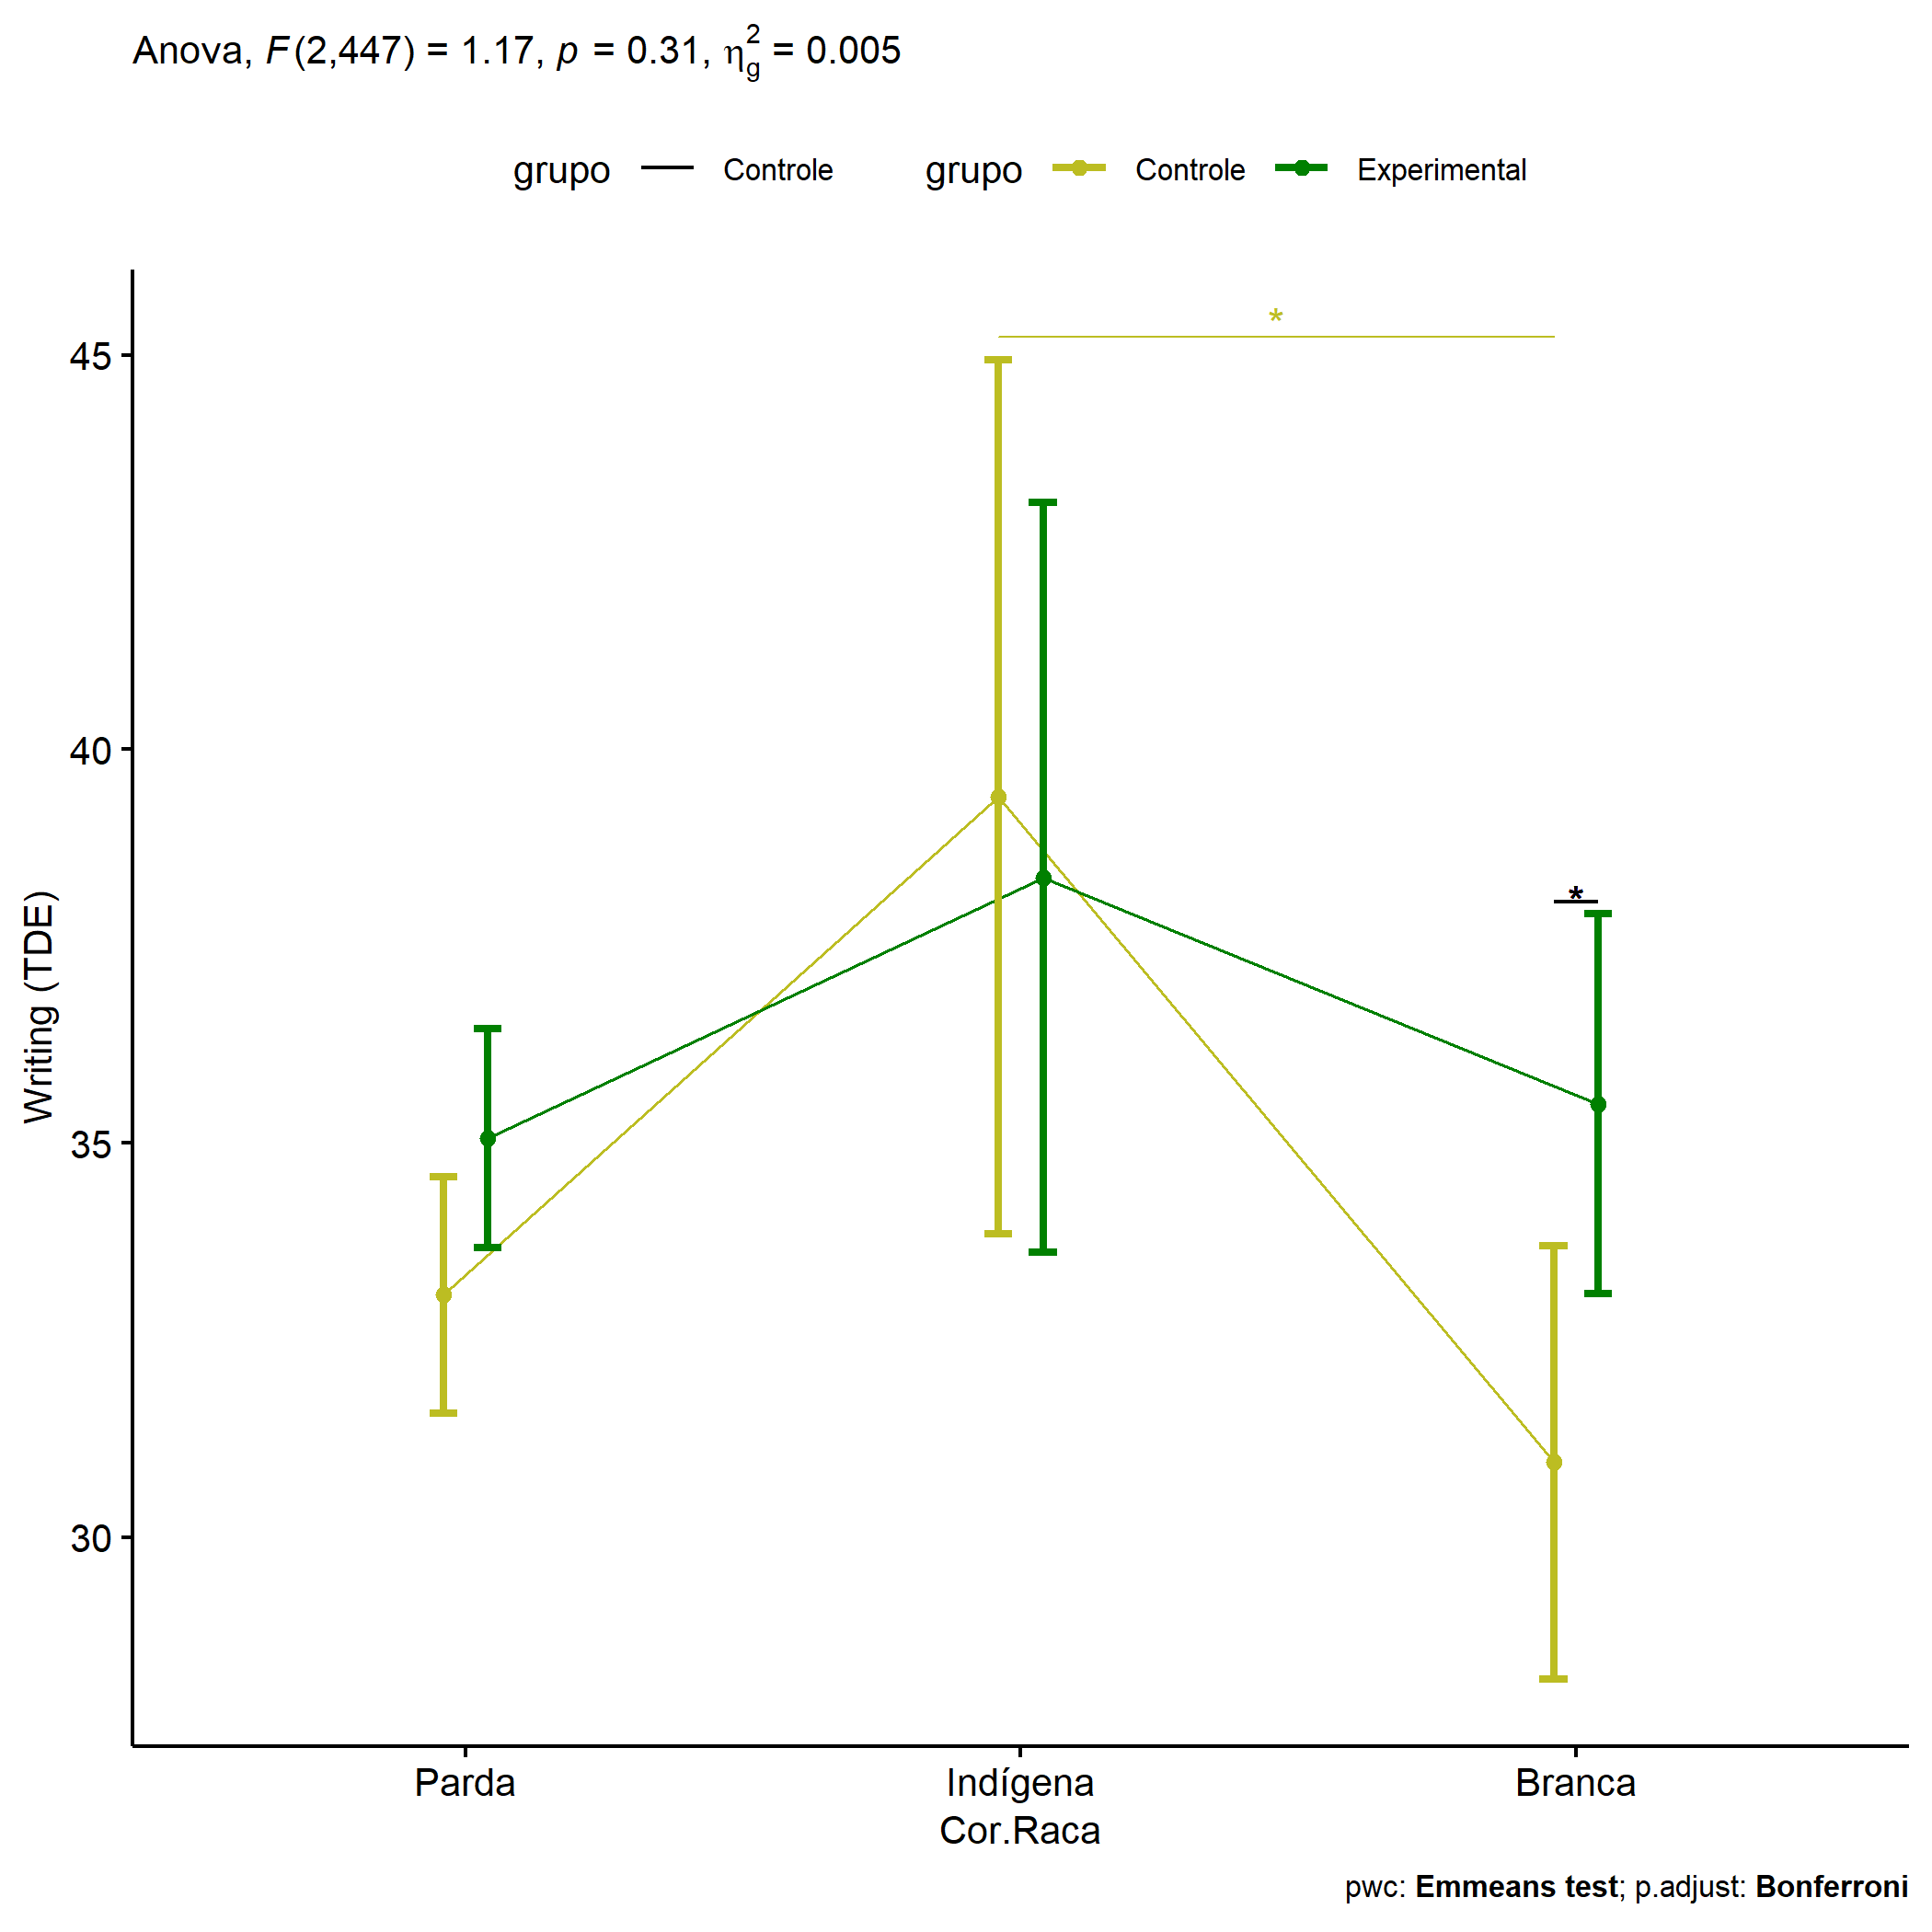 Anova, F(2,447) = 1.17, p = 0.31, η²g = 0.005
grupo Controle grupo Controle Experimental
*
45
40
*
35
30
Writing (TDE)
Parda Indígena Branca
Cor.Raca
pwc: Emmeans test; p.adjust: Bonferroni